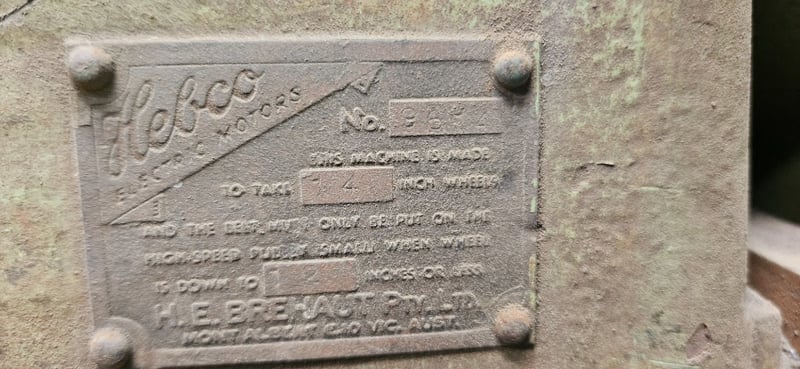 Hebco
ELECTRIC MOTORS
No.
THIS MACHINE IS MADE
TO TAKE 14 INCH WHEELS
AND THE BELT MUST ONLY BE PUT ON THE
HIGH SPEED PULLEY (SMALL) WHEN WHEEL
IS DOWN TO 12 INCHES OR LESS
H.E. BREHAUT PTY. LTD.
MONT ALBERT E.10 VIC. AUST.